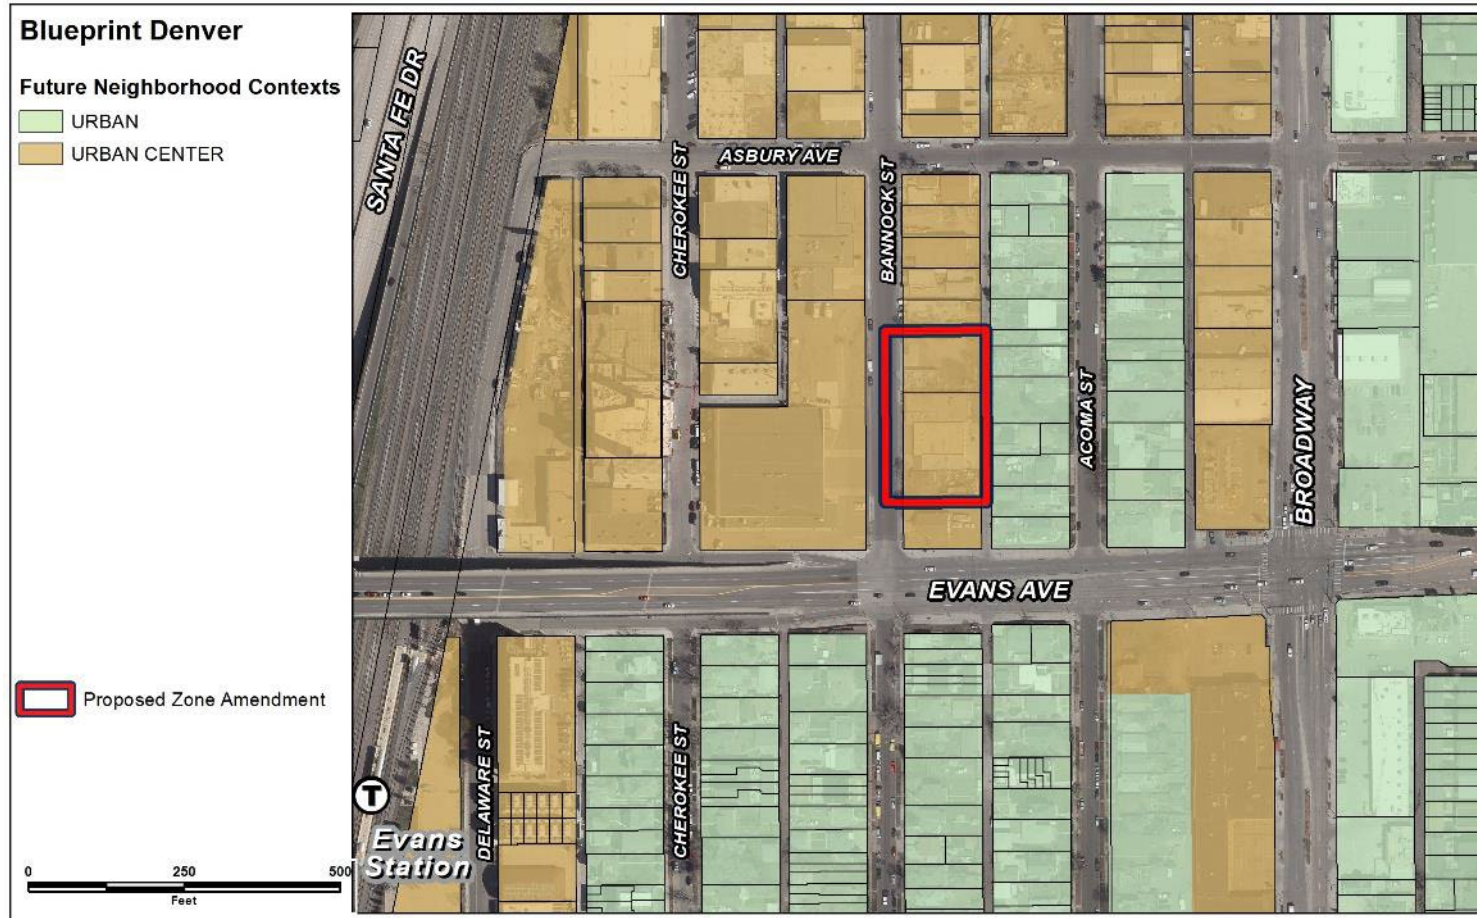 Blueprint Denver
Future Neighborhood Contexts
URBAN
URBAN CENTER
Proposed Zone Amendment
0 250 500
Feet
SANTA FE DR
CHEROKEE ST
ASBURY AVE
BANNOCK ST
ACOMA ST
BROADWAY
EVANS AVE
DELAWARE ST
CHEROKEE ST
T
Evans
Station